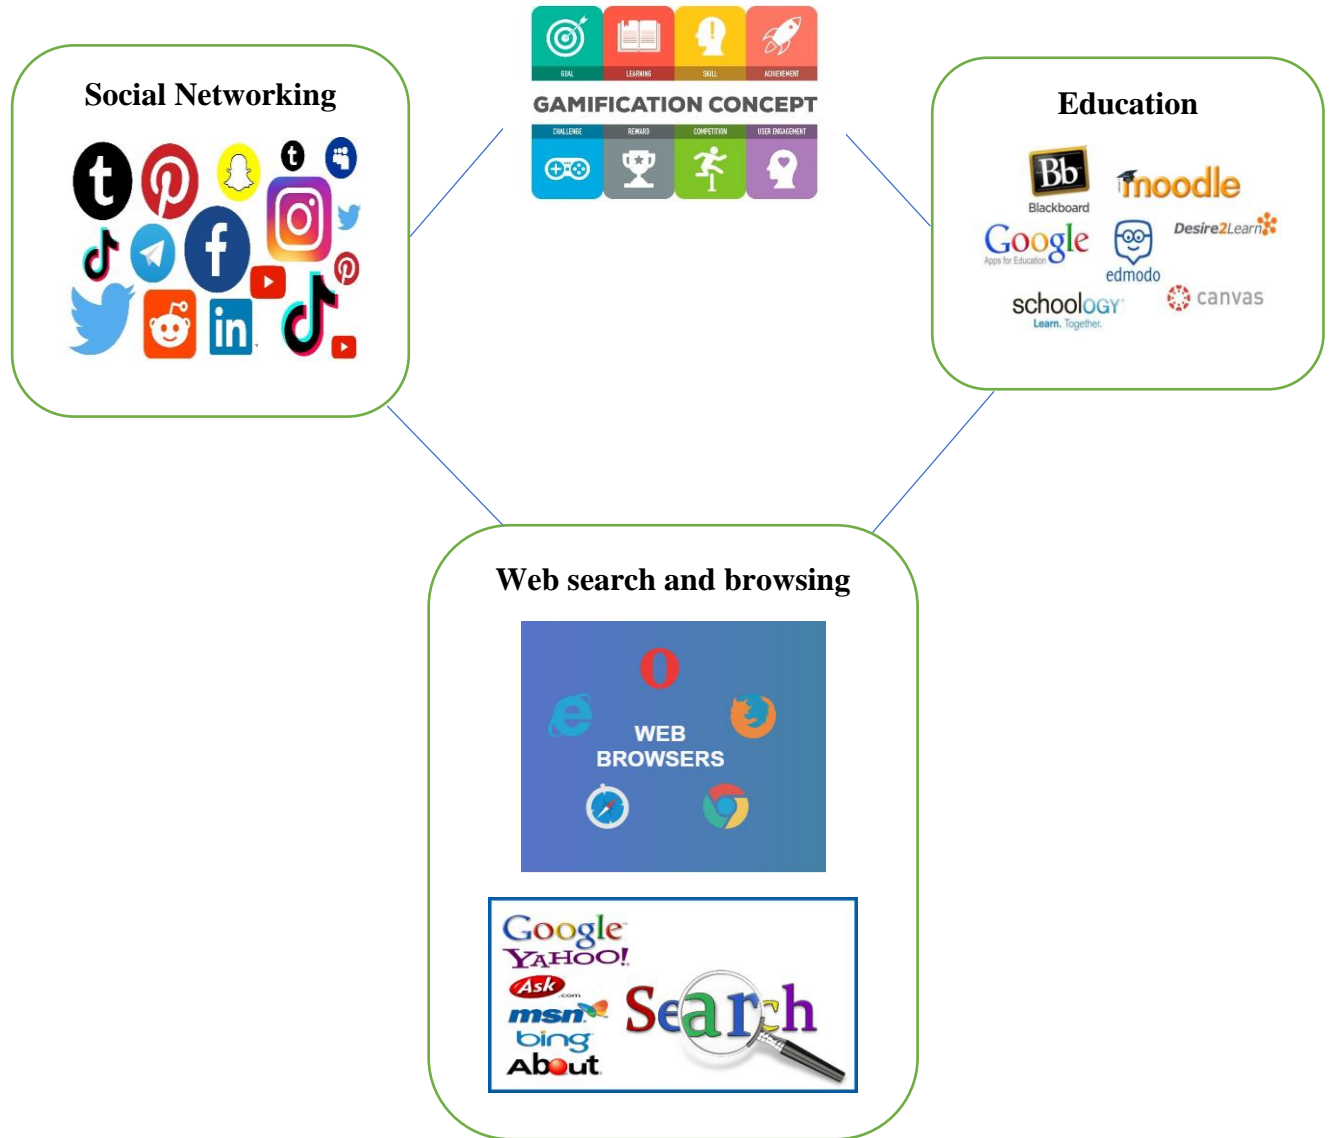 GOAL
LEARNING
SKILL
ACHIEVEMENT
GAMIFICATION CONCEPT
CHALLENGE
REWARD
COMPETITION
USER ENGAGEMENT
Social Networking
t
t
f
in
Education
Bb
Blackboard
moodle
Google
Apps for Education
edmodo
Desire2Learn
schoology
Learn. Together.
canvas
Web search and browsing
WEB
BROWSERS
Google
YAHOO!
Ask
.com
msn
bing
About
Search